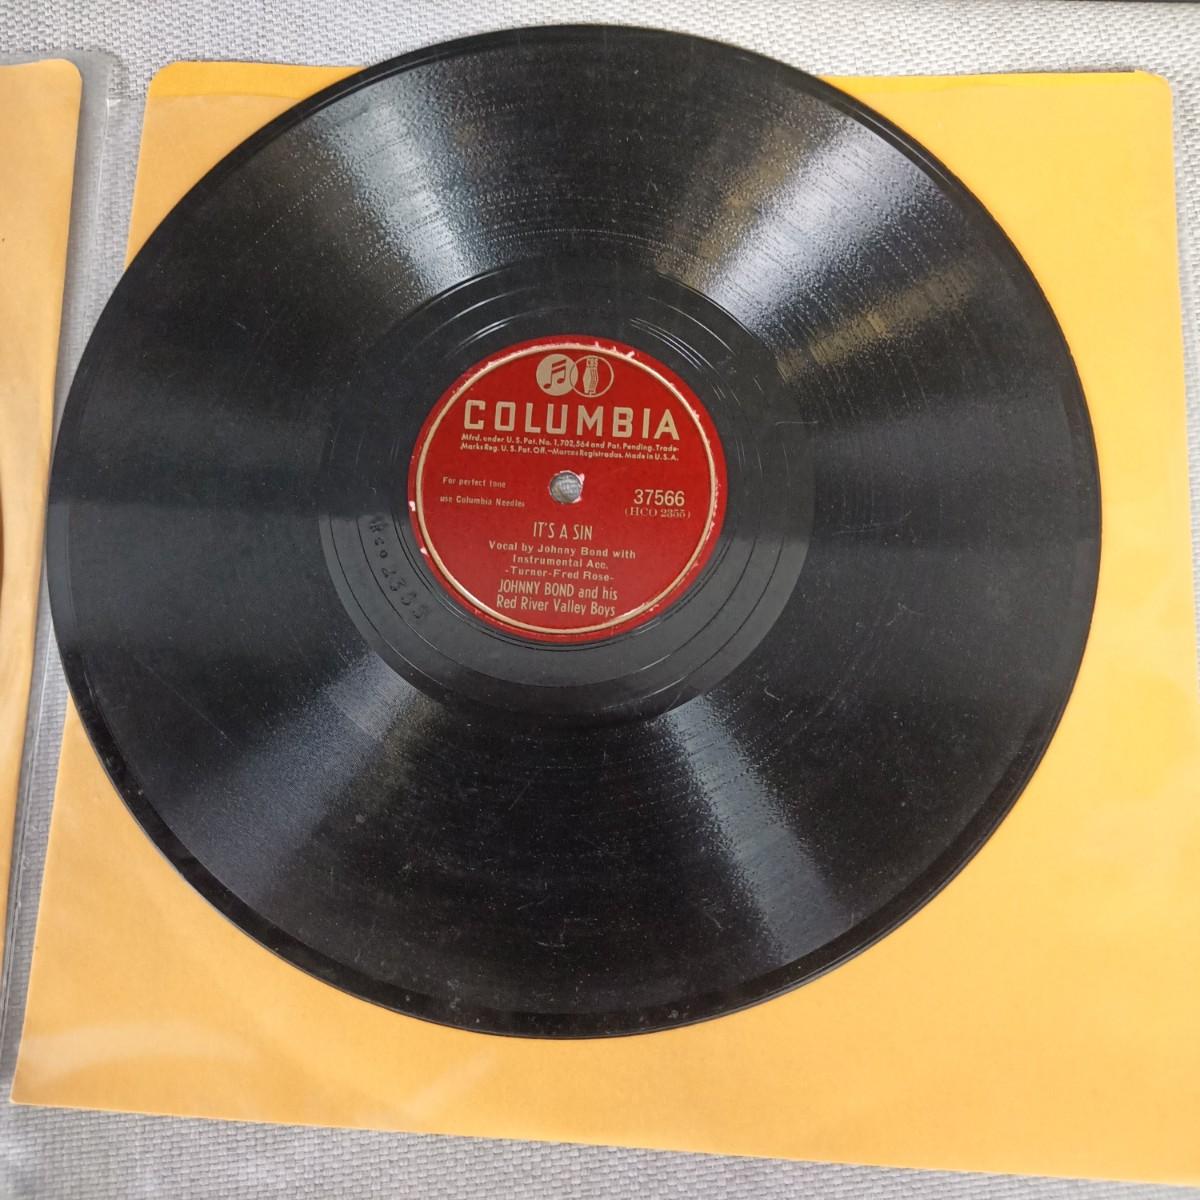 CBS
COLUMBIA
Mfrd. under U. S. Pat. No. 1,702,564 and Pat. Pending. Trade-
Marks Reg. U. S. Pat. Off.—Marcas Registradas. Made in U.S.A.
For perfect tone
use Columbia Needles
37566
(HCO 2355)
IT'S A SIN
Vocal by Johnny Bond with
Instrumental Acc.
-Turner-Fred Rose-
JOHNNY BOND and his
Red River Valley Boys